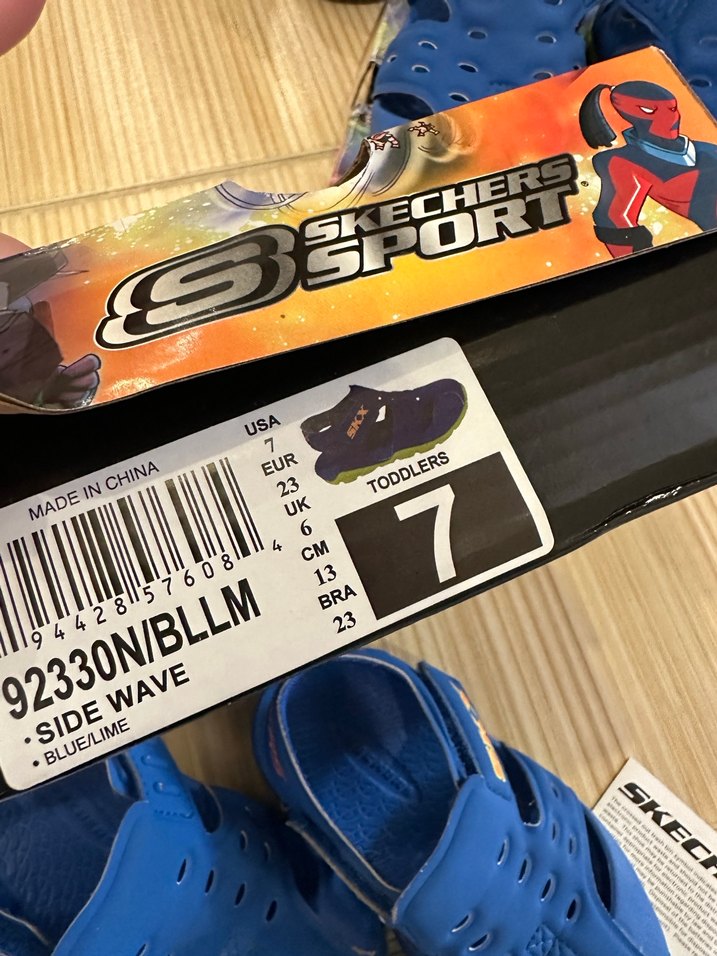 SKECHERS
SPORT
MADE IN CHINA
94428 57608 4
92330N/BLLM
• SIDE WAVE
• BLUE/LIME
USA
7
EUR
23
UK
6
CM
13
BRA
23
SKX
TODDLERS
7
SKECH